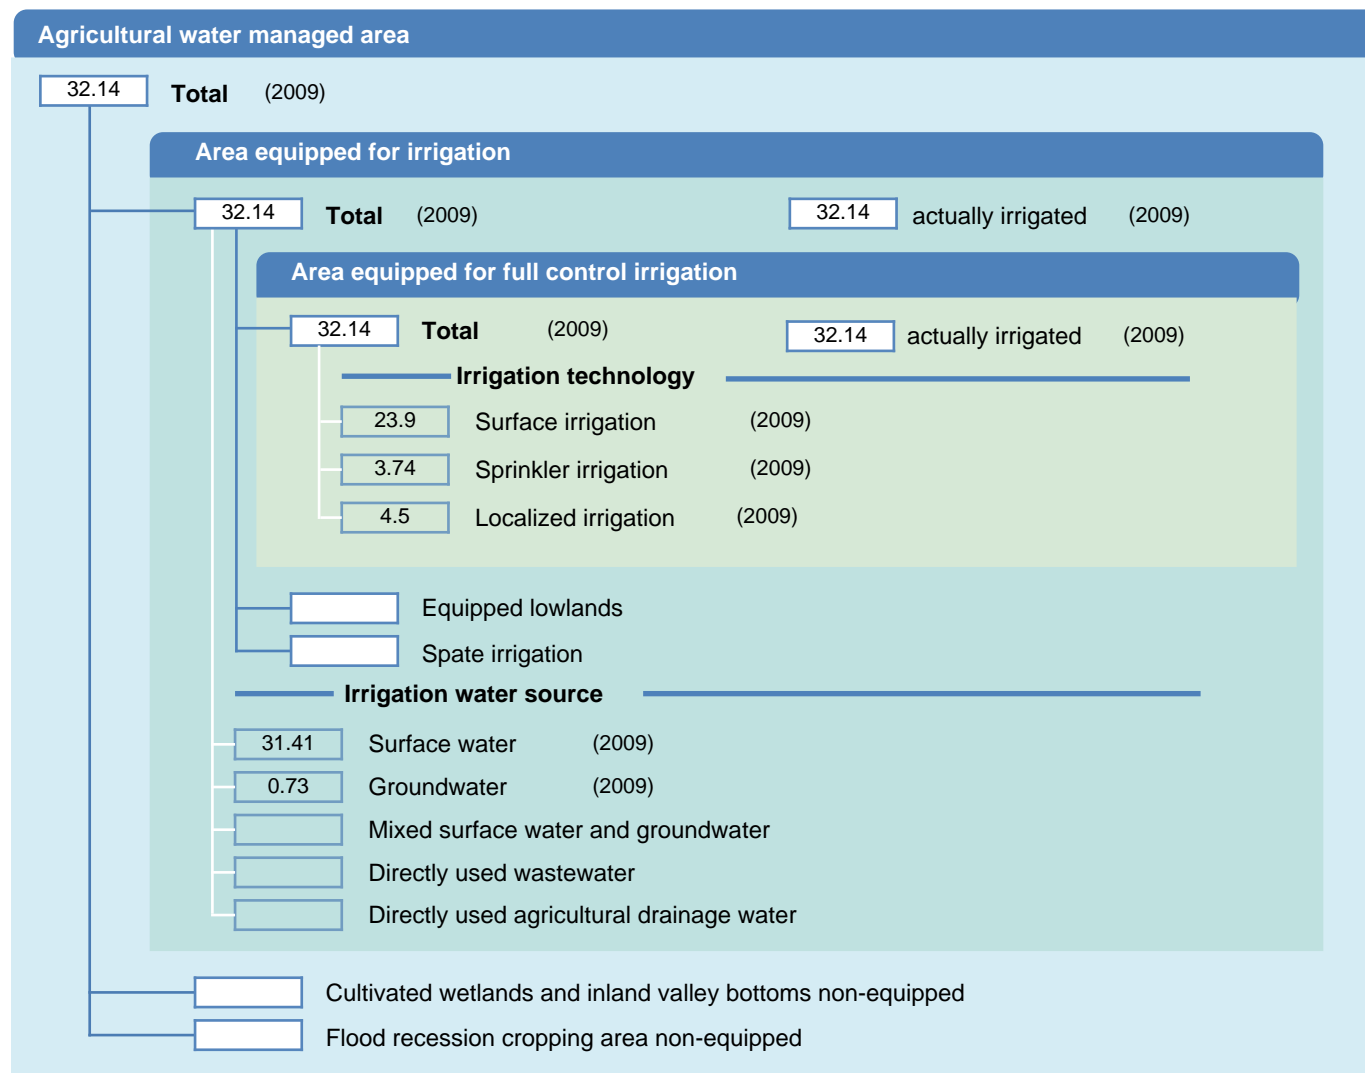 Agricultural water managed area
32.14 Total (2009)
Area equipped for irrigation
32.14 Total (2009) 32.14 actually irrigated (2009)
Area equipped for full control irrigation
32.14 Total (2009) 32.14 actually irrigated (2009)
Irrigation technology
23.9 Surface irrigation (2009)
3.74 Sprinkler irrigation (2009)
4.5 Localized irrigation (2009)
Equipped lowlands
Spate irrigation
Irrigation water source
31.41 Surface water (2009)
0.73 Groundwater (2009)
Mixed surface water and groundwater
Directly used wastewater
Directly used agricultural drainage water
Cultivated wetlands and inland valley bottoms non-equipped
Flood recession cropping area non-equipped